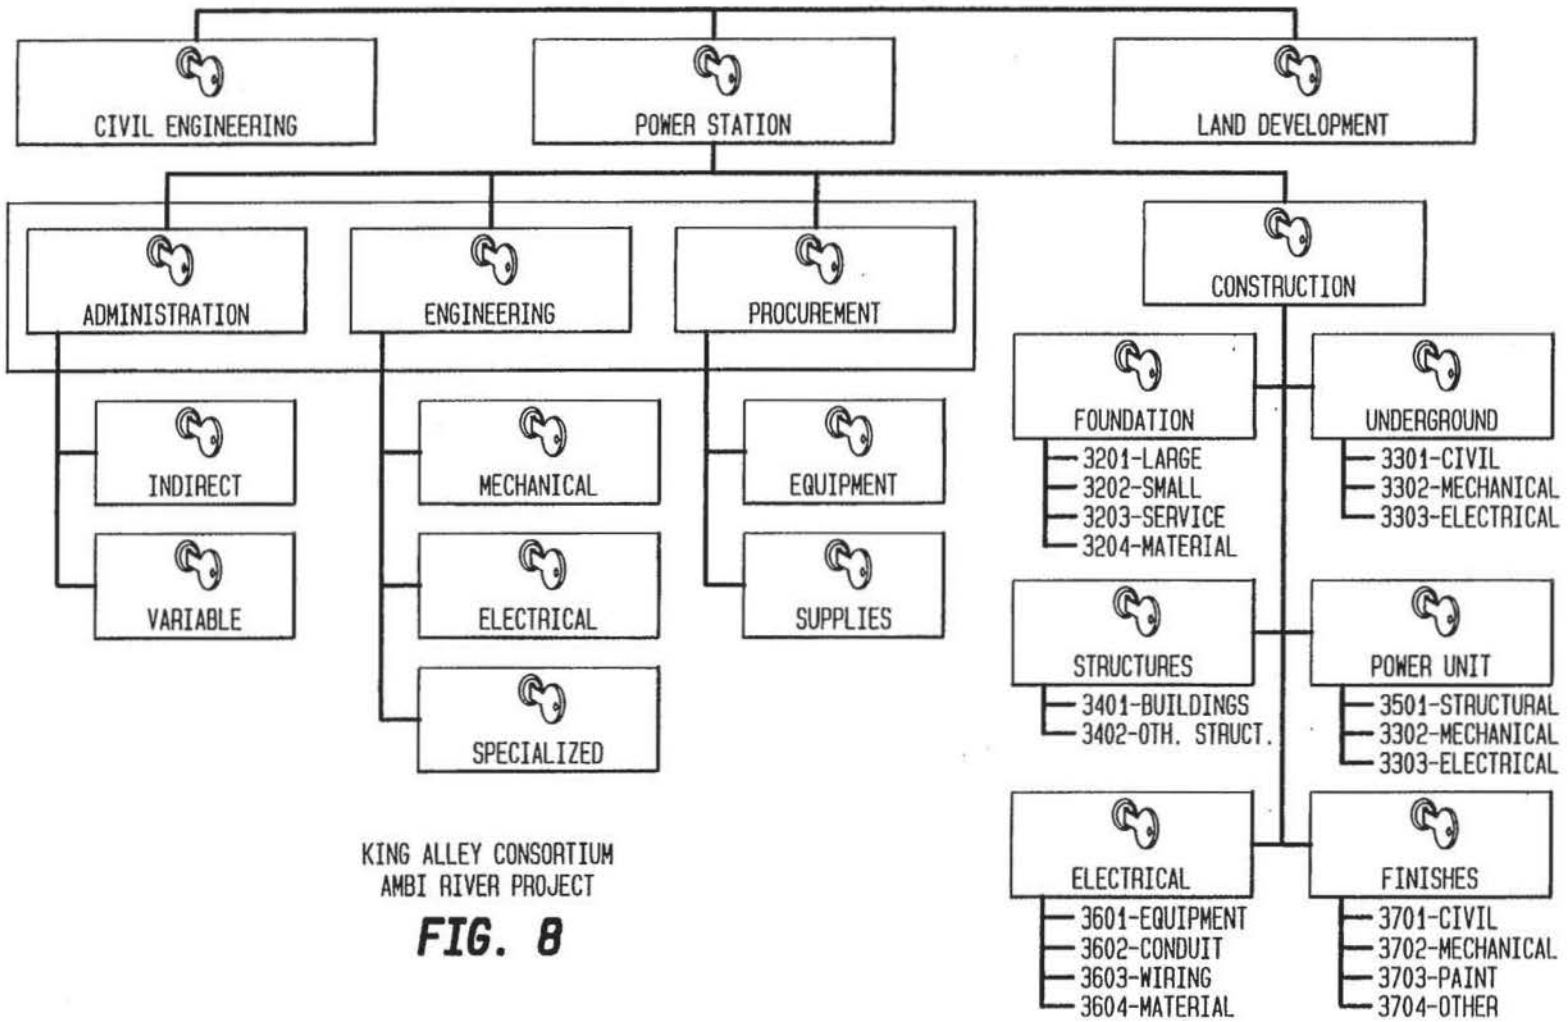 CIVIL ENGINEERING
POWER STATION
LAND DEVELOPMENT
ADMINISTRATION
ENGINEERING
PROCUREMENT
CONSTRUCTION
INDIRECT
VARIABLE
MECHANICAL
ELECTRICAL
SPECIALIZED
EQUIPMENT
SUPPLIES
FOUNDATION
3201-LARGE
3202-SMALL
3203-SERVICE
3204-MATERIAL
UNDERGROUND
3301-CIVIL
3302-MECHANICAL
3303-ELECTRICAL
STRUCTURES
3401-BUILDINGS
3402-OTH. STRUCT.
POWER UNIT
3501-STRUCTURAL
3302-MECHANICAL
3303-ELECTRICAL
ELECTRICAL
3601-EQUIPMENT
3602-CONDUIT
3603-WIRING
3604-MATERIAL
FINISHES
3701-CIVIL
3702-MECHANICAL
3703-PAINT
3704-OTHER
KING ALLEY CONSORTIUM
AMBI RIVER PROJECT
FIG. 8